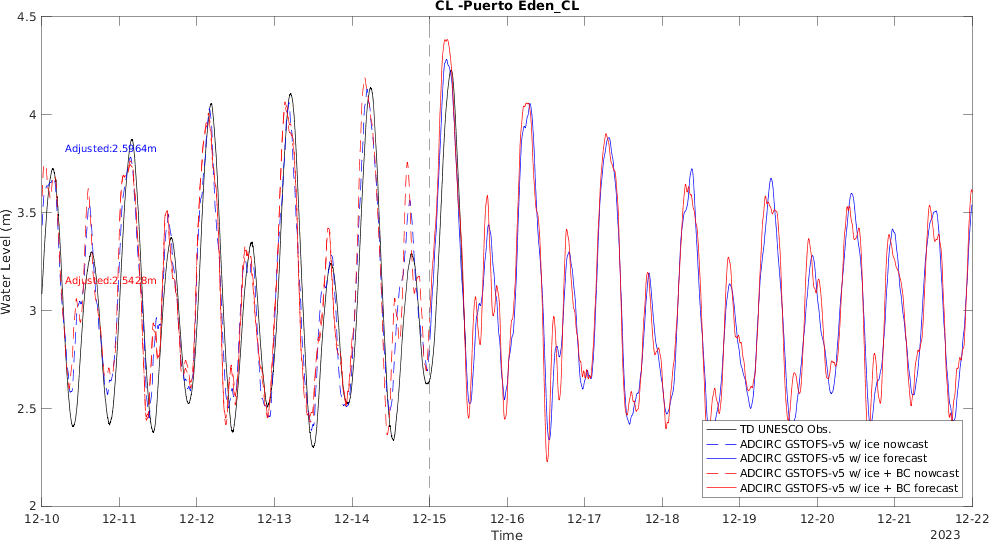 CL -Puerto Eden_CL
4.5
4
3.5
3
2.5
2
Water Level (m)
Adjusted:2.5964m
Adjusted:2.5428m
TD UNESCO Obs.
ADCIRC GSTOFS-v5 w/ ice nowcast
ADCIRC GSTOFS-v5 w/ ice forecast
ADCIRC GSTOFS-v5 w/ ice + BC nowcast
ADCIRC GSTOFS-v5 w/ ice + BC forecast
12-10 12-11 12-12 12-13 12-14 12-15 12-16 12-17 12-18 12-19 12-20 12-21 12-22
Time
2023